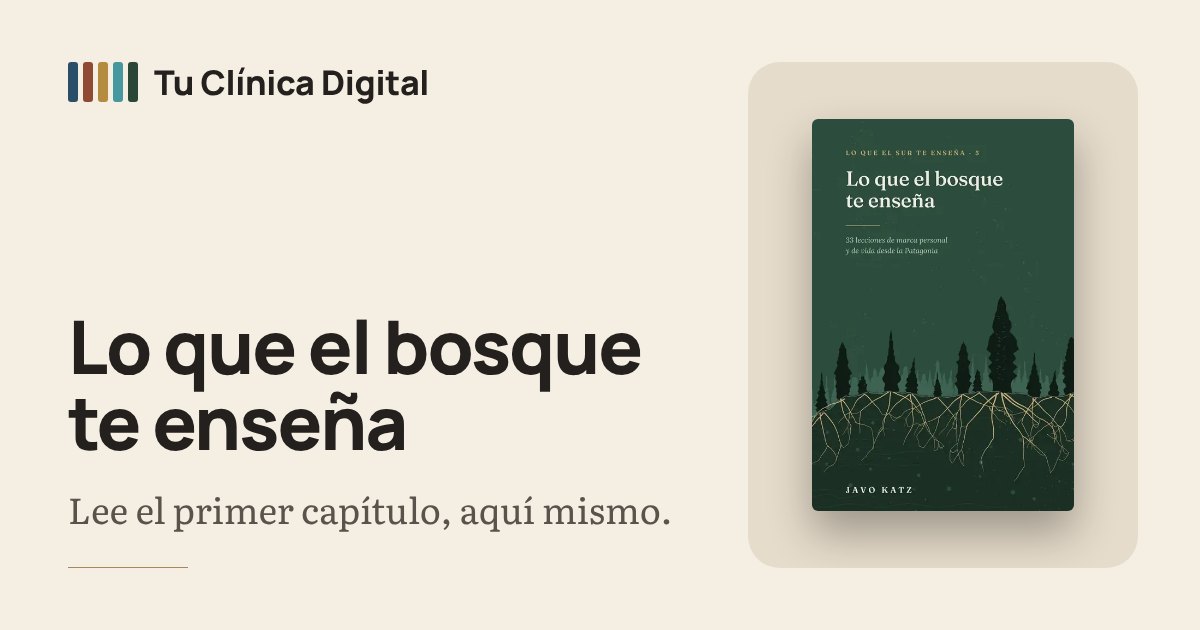 Tu Clínica Digital
Lo que el bosque
te enseña
Lee el primer capítulo, aquí mismo.
LO QUE EL SUR TE ENSEÑA · 5
Lo que el bosque
te enseña
33 lecciones de marca personal
y de vida desde la Patagonia
JAVO KATZ